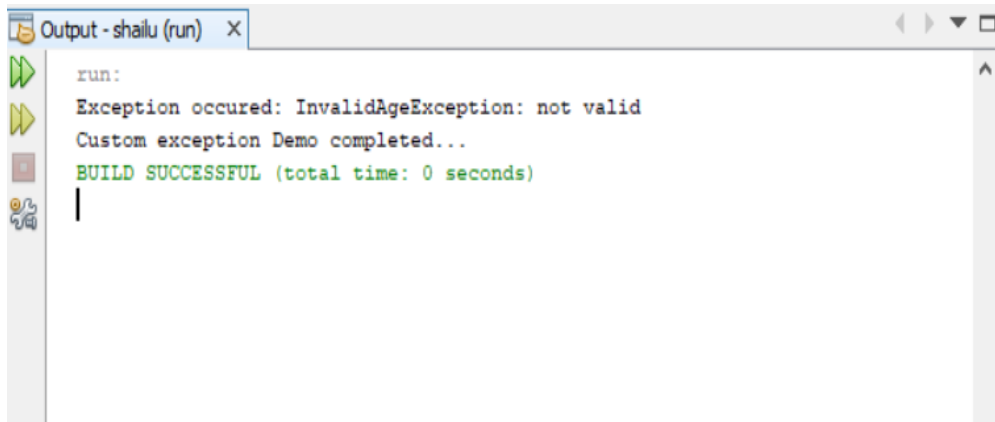 Output - shailu (run) X
run:
Exception occured: InvalidAgeException: not valid
Custom exception Demo completed...
BUILD SUCCESSFUL (total time: 0 seconds)